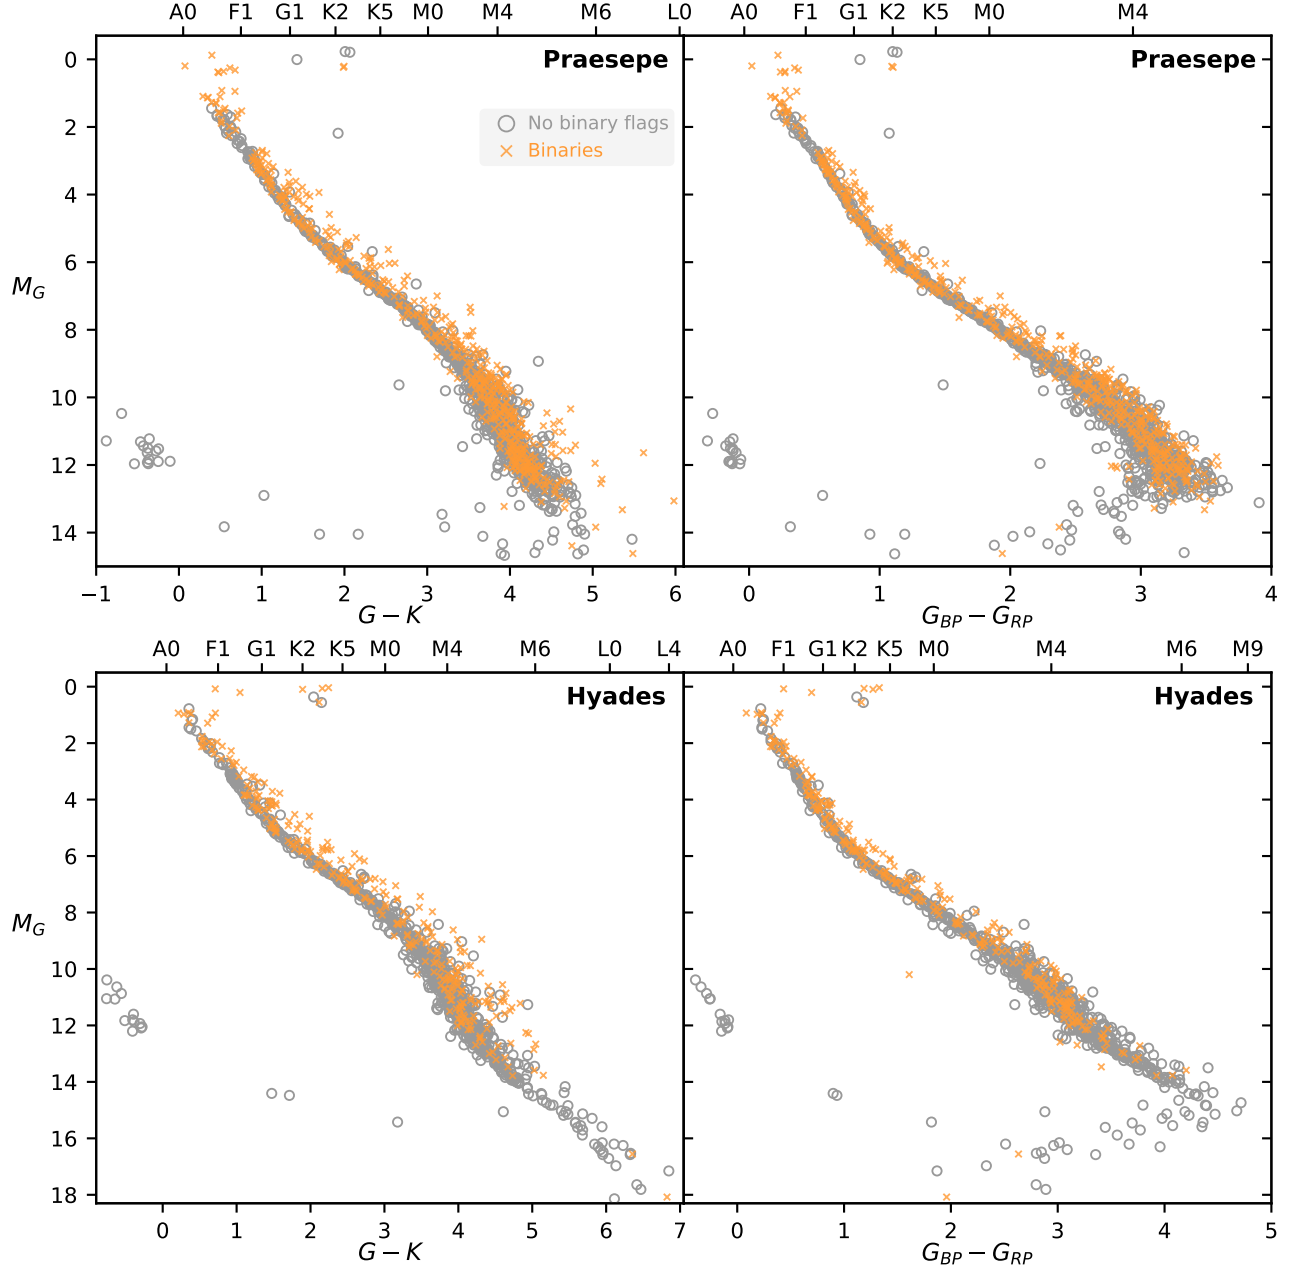 A0 F1 G1 K2 K5 M0 M4 M6 L0
A0 F1 G1 K2 K5 M0 M4
Praesepe
Praesepe
No binary flags
Binaries
M_G
0
2
4
6
8
10
12
14
−1 0 1 2 3 4 5 6
0 1 2 3 4
G − K
G_BP − G_RP
A0 F1 G1 K2 K5 M0 M4 M6 L0 L4
A0 F1 G1 K2 K5 M0 M4 M6 M9
Hyades
Hyades
M_G
0
2
4
6
8
10
12
14
16
18
0 1 2 3 4 5 6 7
0 1 2 3 4 5
G − K
G_BP − G_RP